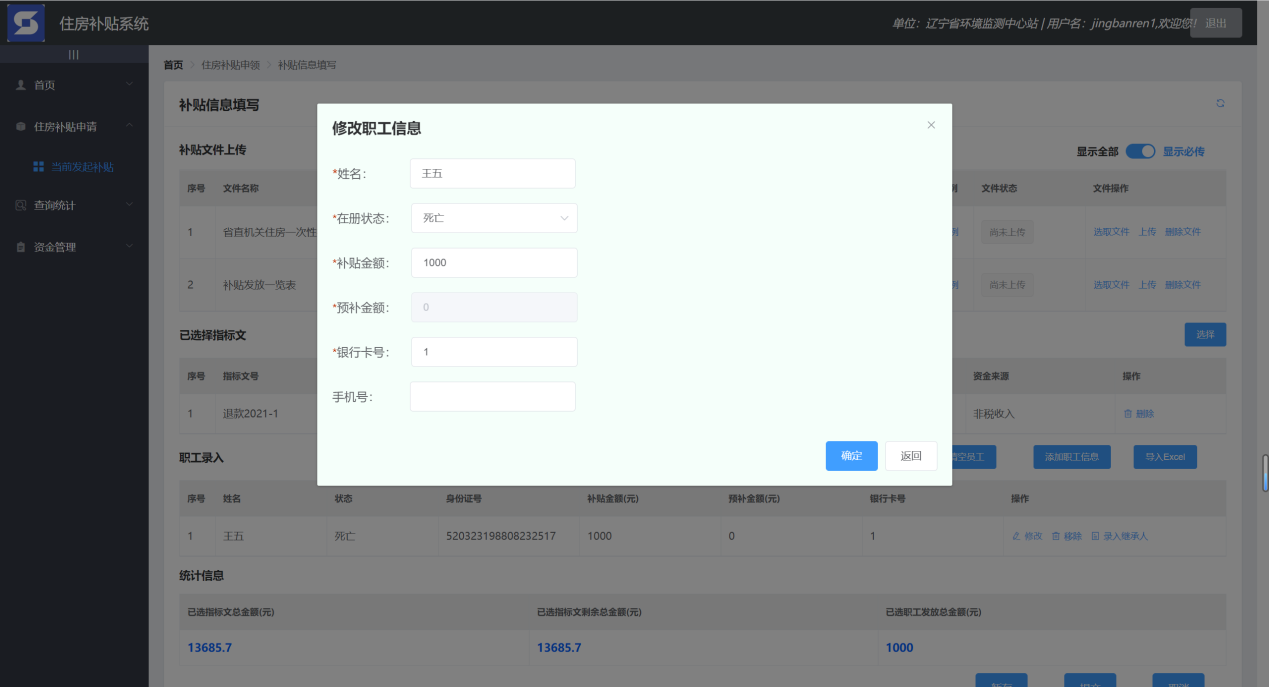 住房补贴系统
单位：辽宁省环境监测中心站 | 用户名：jingbanren1,欢迎您!
退出
首页
住房补贴申领
补贴信息填写
首页
住房补贴申请
当前发起补贴
查询统计
资金管理
补贴信息填写
补贴文件上传
显示全部 显示必传
序号 文件名称 文件状态 文件操作
1 省直机关住房一次性 尚未上传 选取文件 上传 删除文件
2 补贴发放一览表 尚未上传 选取文件 上传 删除文件
已选择指标文
选择
序号 指标文号 资金来源 操作
1 退款2021-1 非税收入 删除
职工录入
清空员工 添加职工信息 导入Excel
序号 姓名 状态 身份证号 补贴金额(元) 预补金额(元) 银行卡号 操作
1 王五 死亡 520323198808232517 1000 0 1 修改 移除 录入继承人
统计信息
已选指标文总金额(元) 已选指标文剩余总金额(元) 已选职工发放总金额(元)
13685.7 13685.7 1000
修改职工信息
*姓名： 王五
*在册状态： 死亡
*补贴金额： 1000
*预补金额： 0
*银行卡号： 1
手机号：
确定 返回